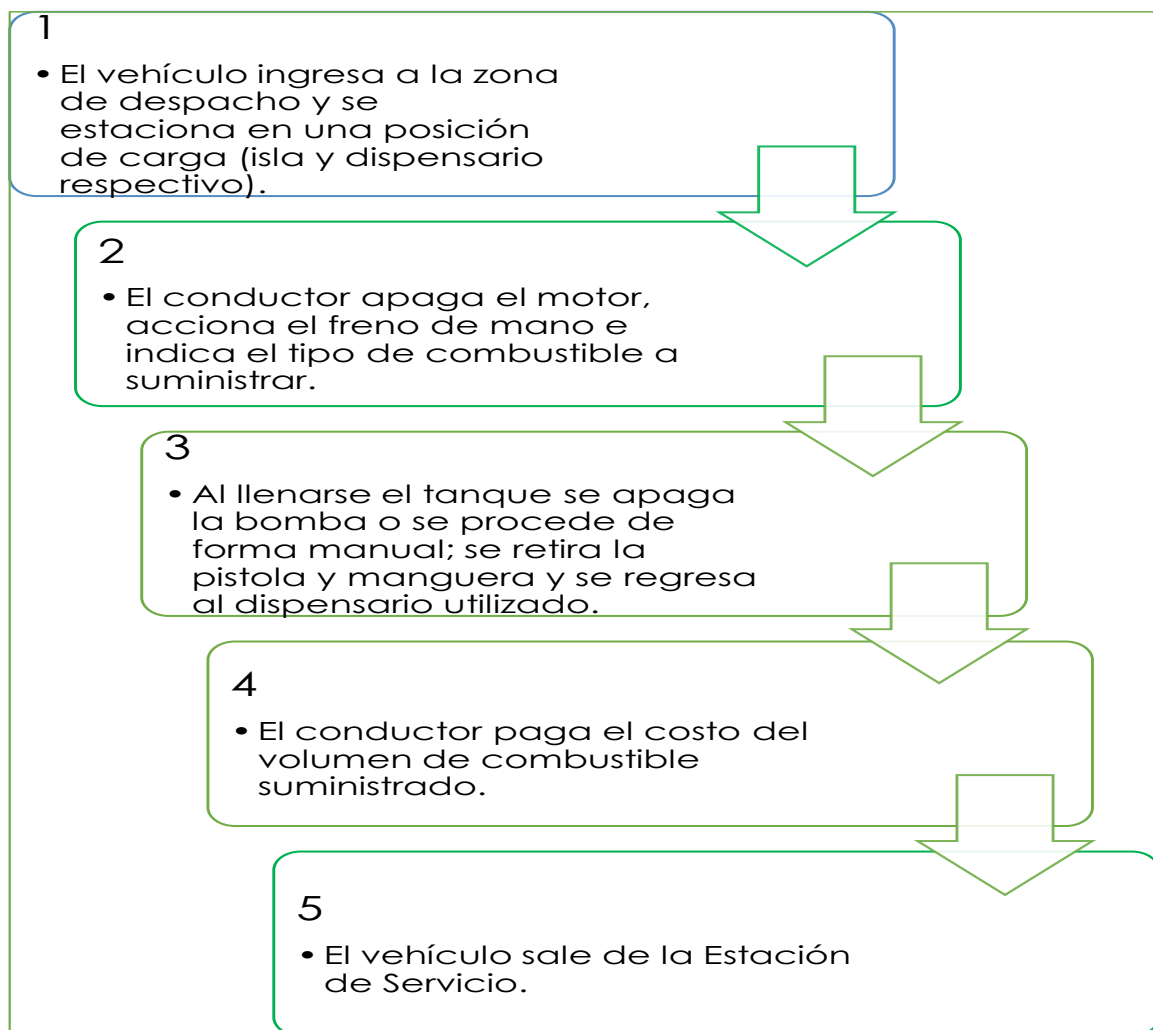 1
• El vehículo ingresa a la zona
de despacho y se
estaciona en una posición
de carga (isla y dispensario
respectivo).
2
• El conductor apaga el motor,
acciona el freno de mano e
indica el tipo de combustible a
suministrar.
3
• Al llenarse el tanque se apaga
la bomba o se procede de
forma manual; se retira la
pistola y manguera y se regresa
al dispensario utilizado.
4
• El conductor paga el costo del
volumen de combustible
suministrado.
5
• El vehículo sale de la Estación
de Servicio.